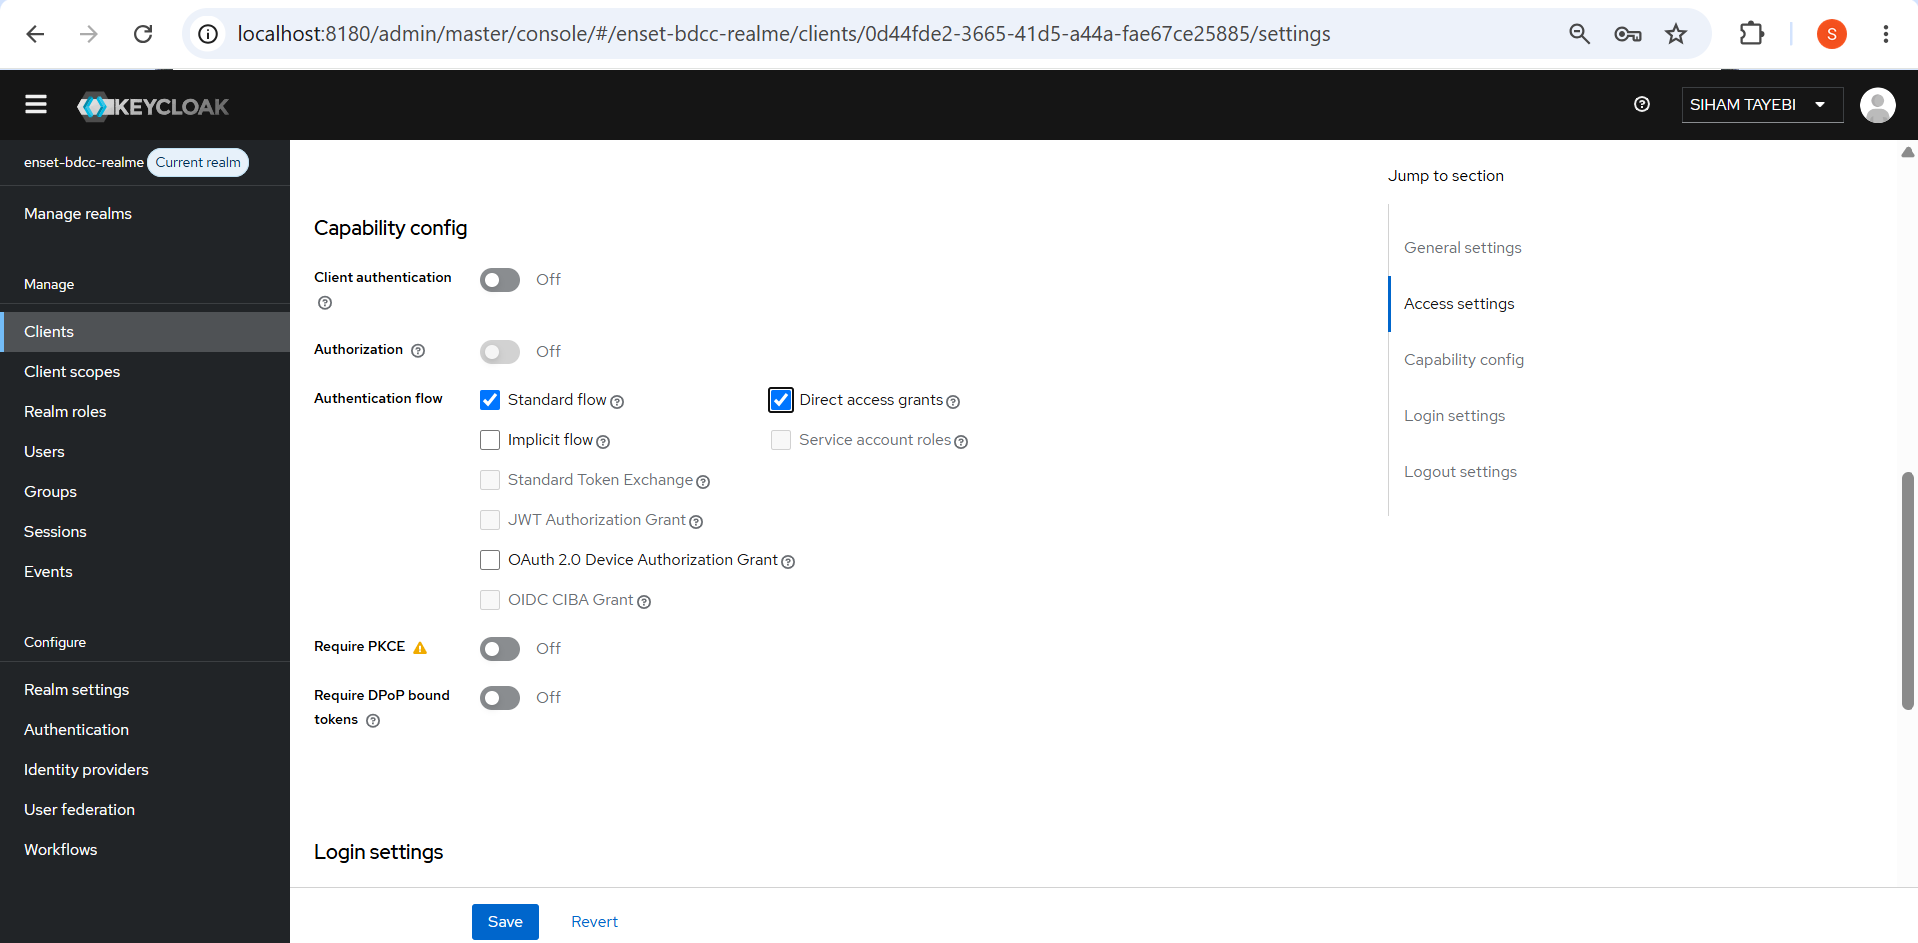 localhost:8180/admin/master/console/#/enset-bdcc-realme/clients/0d44fde2-3665-41d5-a44a-fae67ce25885/settings
S
KEYCLOAK
SIHAM TAYEBI
enset-bdcc-realme Current realm
Manage realms
Manage
Clients
Client scopes
Realm roles
Users
Groups
Sessions
Events
Configure
Realm settings
Authentication
Identity providers
User federation
Workflows
Capability config
Client authentication Off
Authorization Off
Authentication flow
Standard flow Direct access grants
Implicit flow Service account roles
Standard Token Exchange
JWT Authorization Grant
OAuth 2.0 Device Authorization Grant
OIDC CIBA Grant
Require PKCE Off
Require DPoP bound Off
tokens
Login settings
Save Revert
Jump to section
General settings
Access settings
Capability config
Login settings
Logout settings